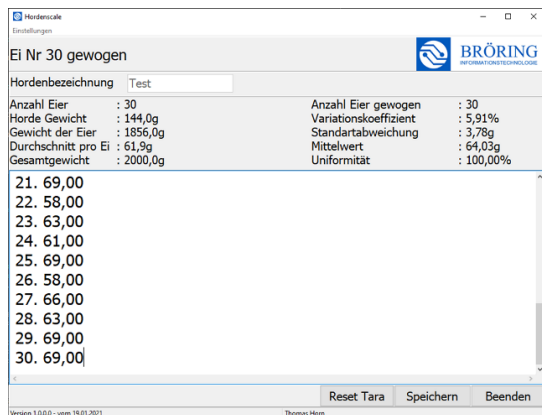 Hordenscale
Einstellungen
Ei Nr 30 gewogen
BRÖRING
INFORMATIONSTECHNOLOGIE
Hordenbezeichnung Test
Anzahl Eier : 30 Anzahl Eier gewogen : 30
Horde Gewicht : 144,0g Variationskoeffizient : 5,91%
Gewicht der Eier : 1856,0g Standartabweichung : 3,78g
Durchschnitt pro Ei : 61,9g Mittelwert : 64,03g
Gesamtgewicht : 2000,0g Uniformität : 100,00%
21. 69,00
22. 58,00
23. 63,00
24. 61,00
25. 69,00
26. 58,00
27. 66,00
28. 63,00
29. 69,00
30. 69,00
Reset Tara Speichern Beenden
Version 1.0.0.0 - vom 19.01.2021 Thomas Horn